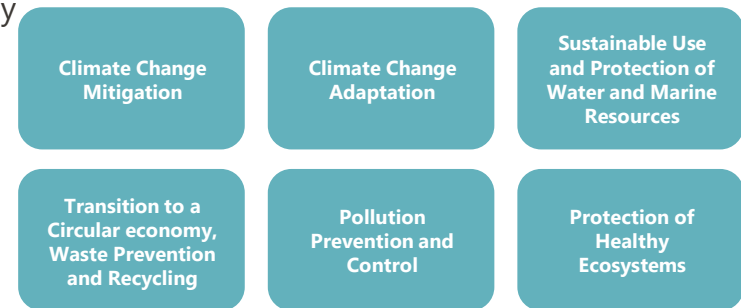 y
Climate Change
Mitigation
Climate Change
Adaptation
Sustainable Use
and Protection of
Water and Marine
Resources
Transition to a
Circular economy,
Waste Prevention
and Recycling
Pollution
Prevention and
Control
Protection of
Healthy
Ecosystems